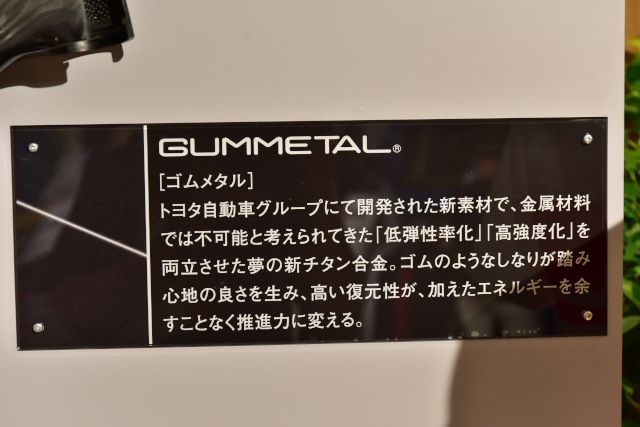 GUMMETAL®
[ゴムメタル]
トヨタ自動車グループにて開発された新素材で、金属材料
では不可能と考えられてきた「低弾性率化」「高強度化」を
両立させた夢の新チタン合金。ゴムのようなしなりが踏み
心地の良さを生み、高い復元性が、加えたエネルギーを余
すことなく推進力に変える。